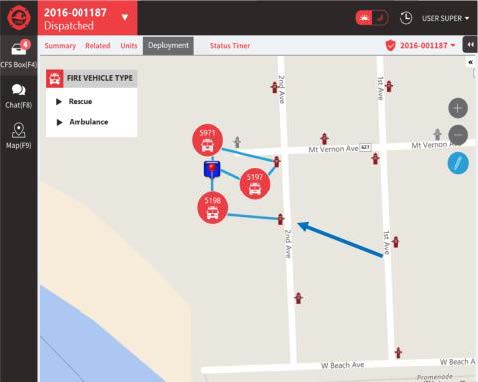 2016-001187
Dispatched
USER SUPER
4
CFS Box(F4)
Chat(F8)
Map(F9)
Summary
Related
Units
Deployment
Status Timer
2016-001187
FIRE VEHICLE TYPE
Rescue
Ambulance
2nd Ave
1st Ave
5971
Mt Vernon Ave
627
Mt Vernon A
5197
5198
2nd Ave
1st Ave
W Beach Ave
W Beach A
Promenade